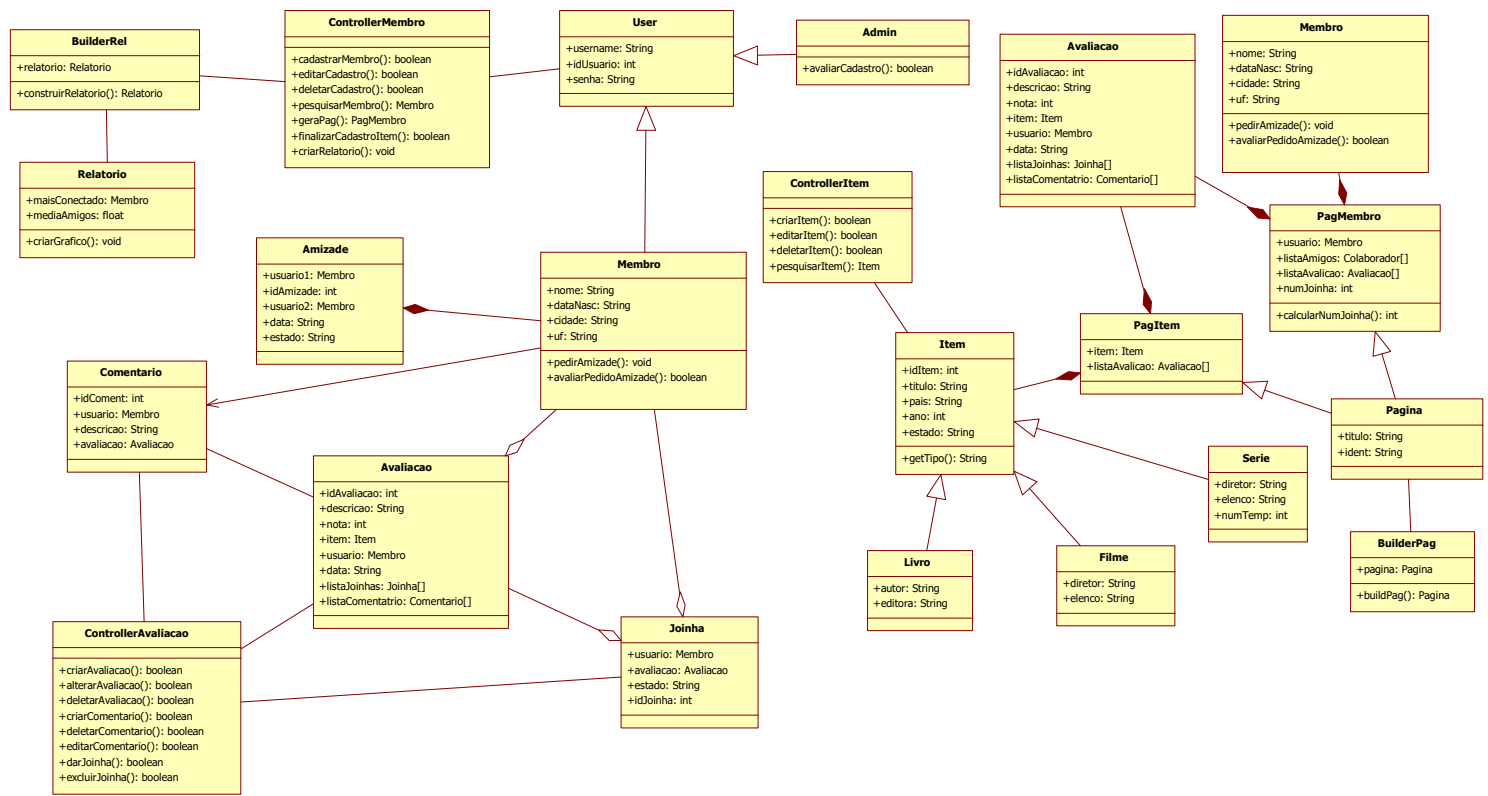 BuilderRel
+relatorio: Relatorio
+construirRelatorio(): Relatorio
ControllerMembro
+cadastrarMembro(): boolean
+editarCadastro(): boolean
+deletarCadastro(): boolean
+pesquisarMembro(): Membro
+geraPag(): PagMembro
+finalizarCadastroItem(): boolean
+criarRelatorio(): void
User
+username: String
+idUsuario: int
+senha: String
Admin
+avaliarCadastro(): boolean
Avaliacao
+idAvaliacao: int
+descricao: String
+nota: int
+item: Item
+usuario: Membro
+data: String
+listaJoinhas: Joinha[]
+listaComentatrio: Comentario[]
Membro
+nome: String
+dataNasc: String
+cidade: String
+uf: String
+pedirAmizade(): void
+avaliarPedidoAmizade(): boolean
Relatorio
+maisConectado: Membro
+mediaAmigos: float
+criarGrafico(): void
ControllerItem
+criarItem(): boolean
+editarItem(): boolean
+deletarItem(): boolean
+pesquisarItem(): Item
PagMembro
+usuario: Membro
+listaAmigos: Colaborador[]
+listaAvalicao: Avaliacao[]
+numJoinha: int
+calcularNumJoinha(): int
Amizade
+usuario1: Membro
+idAmizade: int
+usuario2: Membro
+data: String
+estado: String
Membro
+nome: String
+dataNasc: String
+cidade: String
+uf: String
+pedirAmizade(): void
+avaliarPedidoAmizade(): boolean
PagItem
+item: Item
+listaAvalicao: Avaliacao[]
Item
+idItem: int
+titulo: String
+pais: String
+ano: int
+estado: String
+getTipo(): String
Comentario
+idComent: int
+usuario: Membro
+descricao: String
+avaliacao: Avaliacao
Pagina
+titulo: String
+ident: String
Avaliacao
+idAvaliacao: int
+descricao: String
+nota: int
+item: Item
+usuario: Membro
+data: String
+listaJoinhas: Joinha[]
+listaComentatrio: Comentario[]
Serie
+diretor: String
+elenco: String
+numTemp: int
BuilderPag
+pagina: Pagina
+buildPag(): Pagina
Livro
+autor: String
+editora: String
Filme
+diretor: String
+elenco: String
ControllerAvaliacao
+criarAvaliacao(): boolean
+alterarAvaliacao(): boolean
+deletarAvaliacao(): boolean
+criarComentario(): boolean
+deletarComentario(): boolean
+editarComentario(): boolean
+darJoinha(): boolean
+excluirJoinha(): boolean
Joinha
+usuario: Membro
+avaliacao: Avaliacao
+estado: String
+idJoinha: int